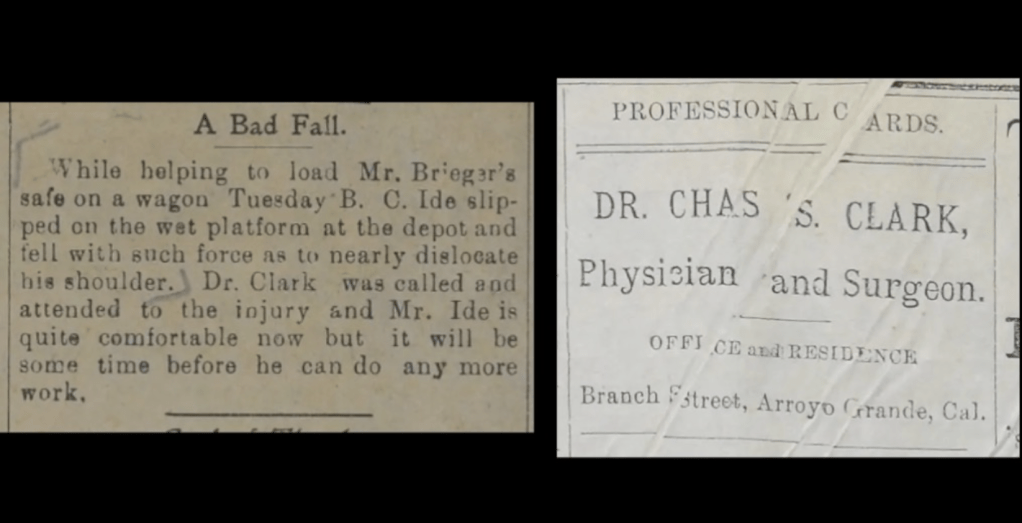 A Bad Fall.
While helping to load Mr. Brieger's
safe on a wagon Tuesday B. C. Ide slip-
ped on the wet platform at the depot and
fell with such force as to nearly dislocate
his shoulder. Dr. Clark was called and
attended to the injury and Mr. Ide is
quite comfortable now but it will be
some time before he can do any more
work.
PROFESSIONAL CARDS.
DR. CHAS S. CLARK,
Physician and Surgeon.
OFFICE and RESIDENCE
Branch Street, Arroyo Grande, Cal.